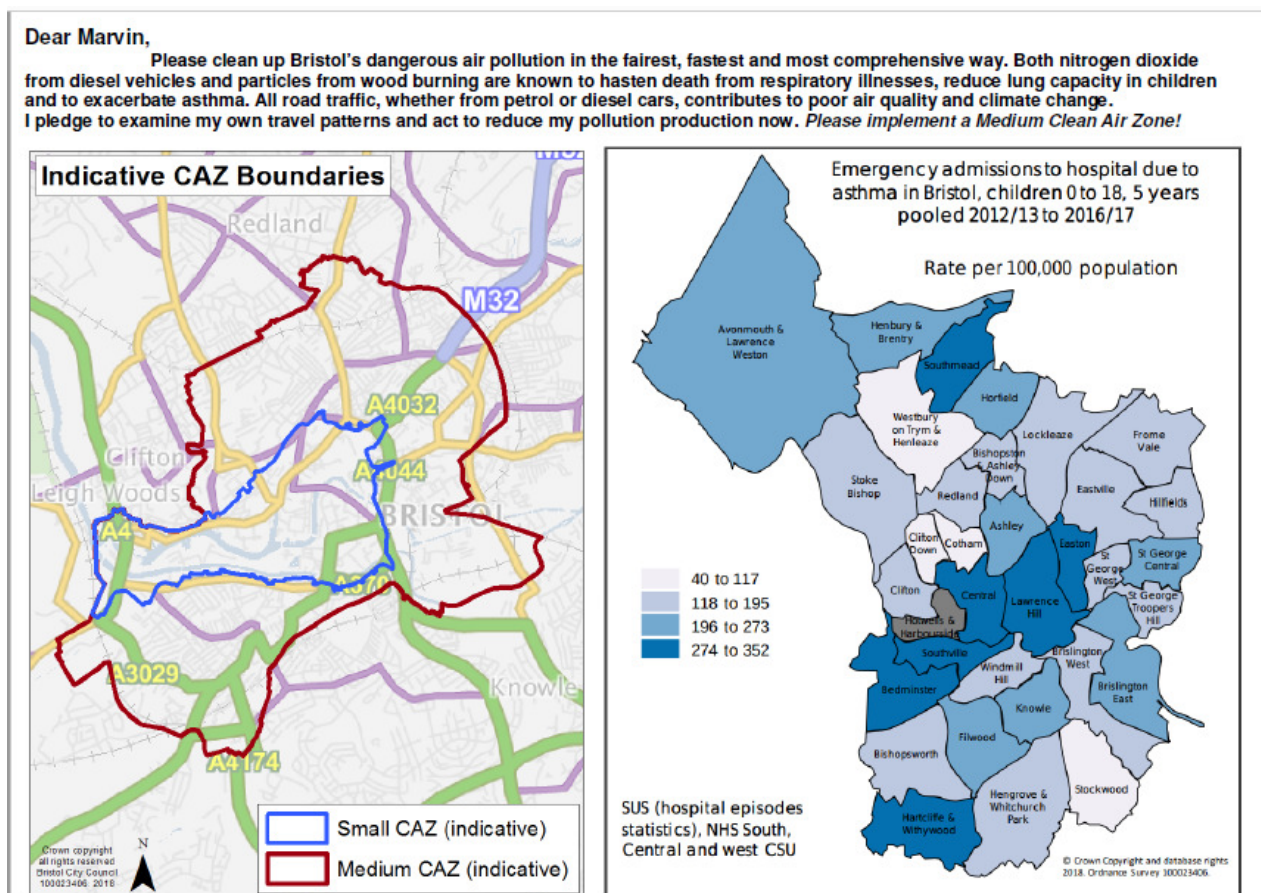 Dear Marvin,
Please clean up Bristol's dangerous air pollution in the fairest, fastest and most comprehensive way. Both nitrogen dioxide
from diesel vehicles and particles from wood burning are known to hasten death from respiratory illnesses, reduce lung capacity in children
and to exacerbate asthma. All road traffic, whether from petrol or diesel cars, contributes to poor air quality and climate change.
I pledge to examine my own travel patterns and act to reduce my pollution production now. Please implement a Medium Clean Air Zone!
Indicative CAZ Boundaries
Redland
M32
A4032
Clifton
A4044
Leigh Woods
BRISTOL
A4
A370
A3029
Knowle
A4174
Small CAZ (indicative)
Medium CAZ (indicative)
N
Crown copyright
all rights reserved
Bristol City Council
100023406. 2018
Emergency admissions to hospital due to
asthma in Bristol, children 0 to 18, 5 years
pooled 2012/13 to 2016/17
Rate per 100,000 population
Avonmouth &
Lawrence
Weston
Henbury &
Brentry
Southmead
Horfield
Westbury
on Trym &
Henleaze
Lockleaze
Frome
Vale
Bishopston
& Ashley
Down
Stoke
Bishop
Redland
Eastville
Hillfields
Ashley
Clifton
Down
Cotham
Easton
St
George
West
St George
Central
St George
Troopers
Hill
Clifton
Central
Lawrence
Hill
Hotwells &
Harbourside
Southville
Windmill
Hill
Brislington
West
Bedminster
Brislington
East
Knowle
Filwood
Bishopsworth
Stockwood
Hengrove &
Whitchurch
Park
Hartcliffe &
Withywood
40 to 117
118 to 195
196 to 273
274 to 352
SUS (hospital episodes
statistics), NHS South,
Central and west CSU
© Crown Copyright and database rights
2018. Ordnance Survey 100023406.